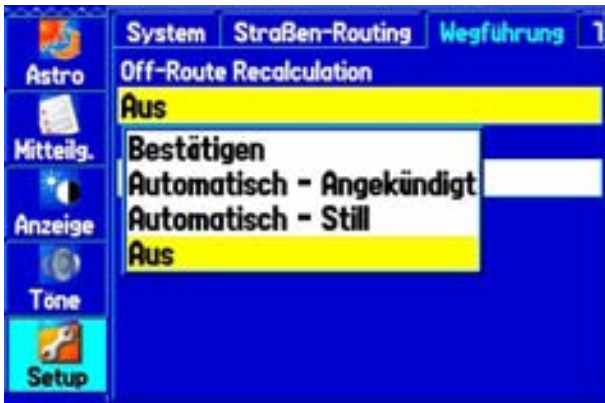 System Straßen-Routing Wegführung
Astro
Off-Route Recalculation
Aus
Mitteilg.
Bestätigen
Automatisch - Angekündigt
Anzeige
Automatisch - Still
Aus
Töne
Setup